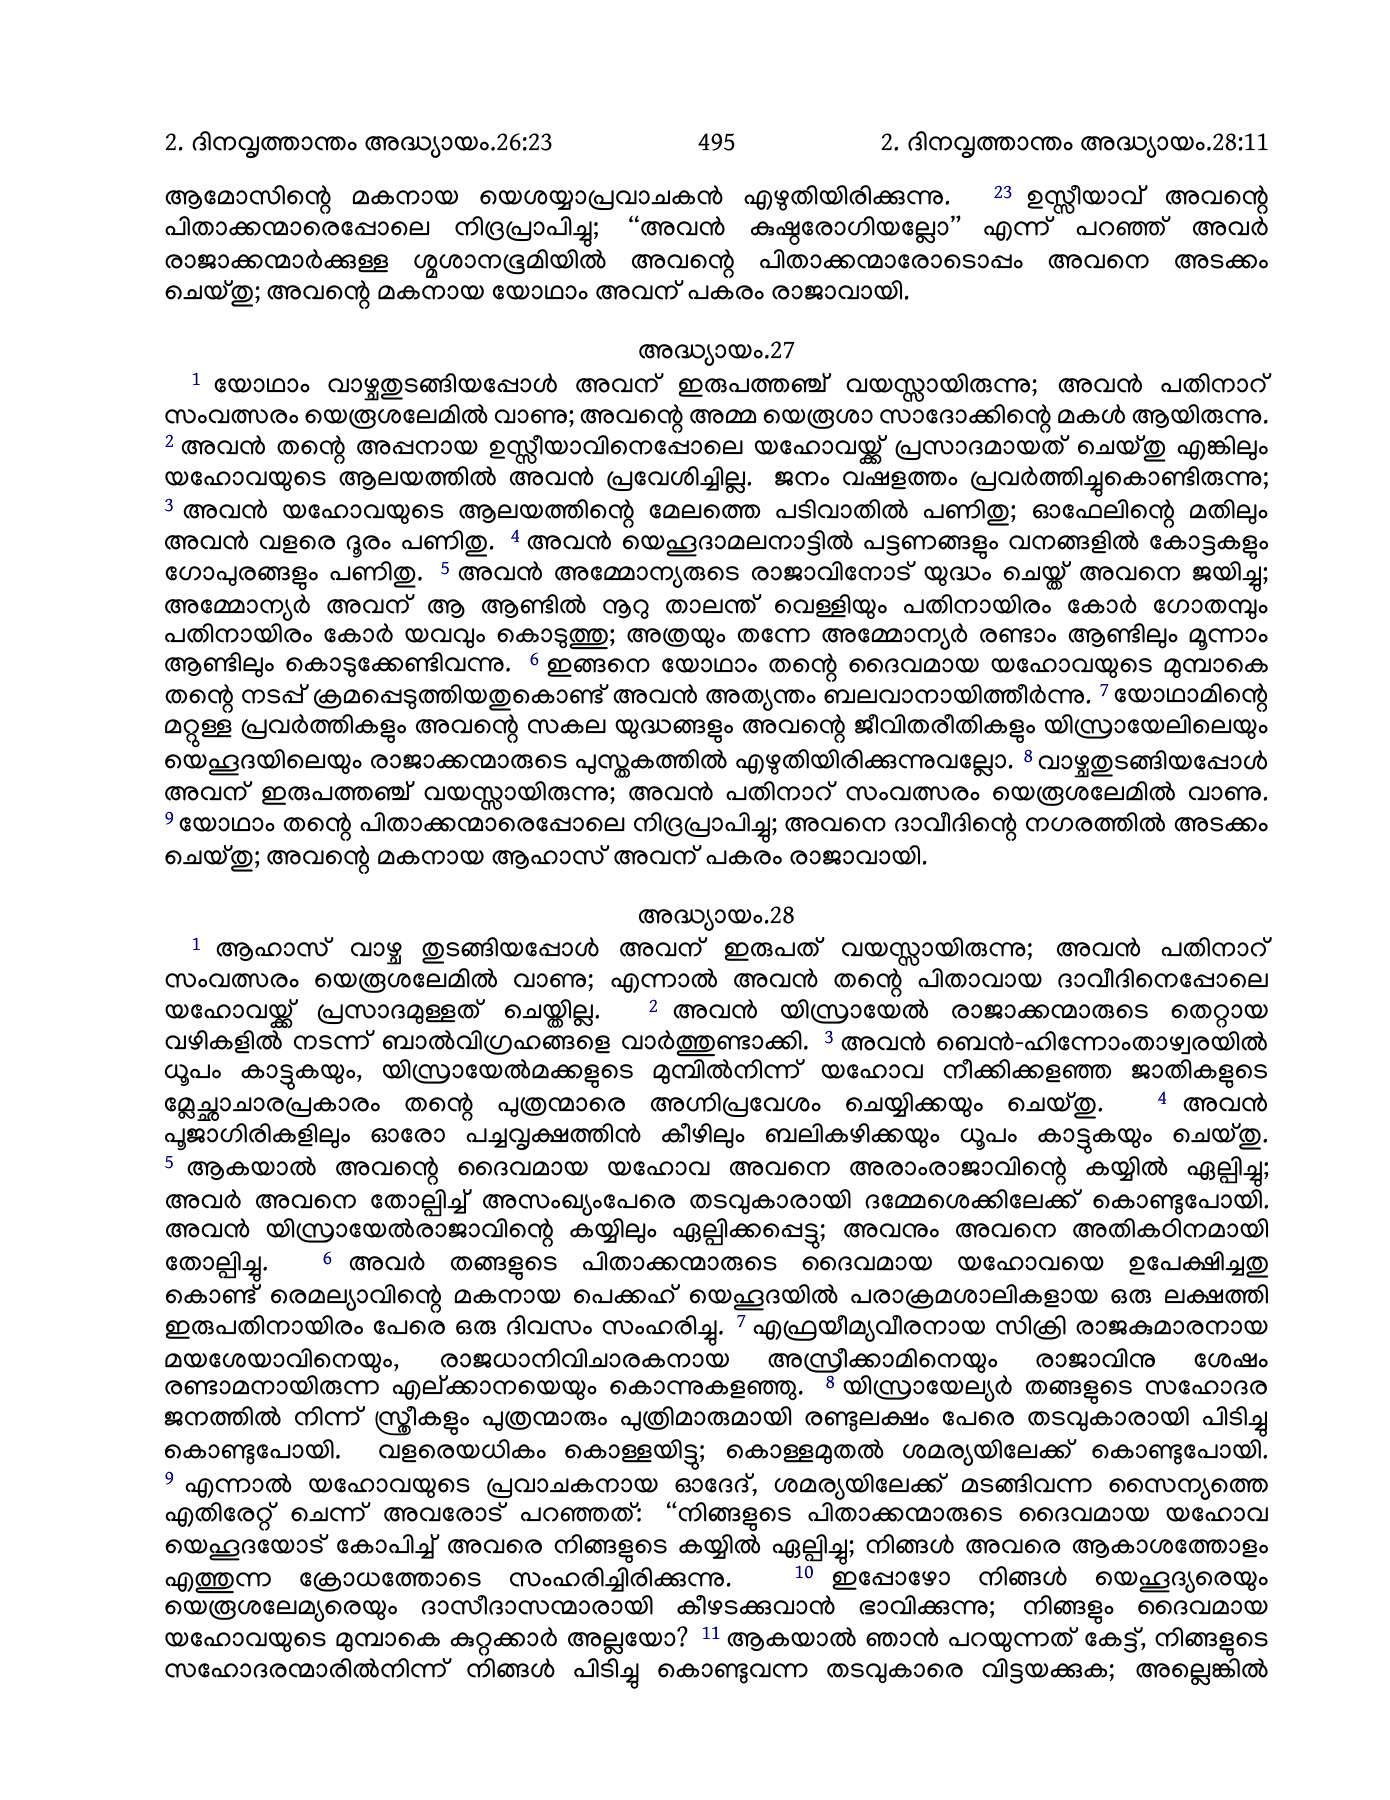 2. ദിനവൃത്താന്തം അദ്ധ്യായം.26:23 495 2. ദിനവൃത്താന്തം അദ്ധ്യായം.28:11
ആമോസിന്റെ മകനായ യെശയ്യാപ്രവാചകൻ എഴുതിയിരിക്കുന്നു. 23 ഉസ്സീയാവ് അവന്റെ
പിതാക്കന്മാരെപ്പോലെ നിദ്രപ്രാപിച്ചു; “അവൻ കുഷ്ഠരോഗിയല്ലോ” എന്ന് പറഞ്ഞ് അവർ
രാജാക്കന്മാർക്കുള്ള ശ്മശാനഭൂമിയിൽ അവന്റെ പിതാക്കന്മാരോടൊപ്പം അവനെ അടക്കം
ചെയ്തു; അവന്റെ മകനായ യോഥാം അവന് പകരം രാജാവായി.
അദ്ധ്യായം.27
1 യോഥാം വാഴ്ചതുടങ്ങിയപ്പോൾ അവന് ഇരുപത്തഞ്ച് വയസ്സായിരുന്നു; അവൻ പതിനാറ്
സംവത്സരം യെരൂശലേമിൽ വാണു; അവന്റെ അമ്മ യെരൂശാ സാദോക്കിന്റെ മകൾ ആയിരുന്നു.
2 അവൻ തന്റെ അപ്പനായ ഉസ്സീയാവിനെപ്പോലെ യഹോവയ്ക്ക് പ്രസാദമായത് ചെയ്തു എങ്കിലും
യഹോവയുടെ ആലയത്തിൽ അവൻ പ്രവേശിച്ചില്ല. ജനം വഷളത്തം പ്രവർത്തിച്ചുകൊണ്ടിരുന്നു;
3 അവൻ യഹോവയുടെ ആലയത്തിന്റെ മേലത്തെ പടിവാതിൽ പണിതു; ഓഫേലിന്റെ മതിലും
അവൻ വളരെ ദൂരം പണിതു. 4 അവൻ യെഹൂദാമലനാട്ടിൽ പട്ടണങ്ങളും വനങ്ങളിൽ കോട്ടകളും
ഗോപുരങ്ങളും പണിതു. 5 അവൻ അമ്മോന്യരുടെ രാജാവിനോട് യുദ്ധം ചെയ്ത് അവനെ ജയിച്ചു;
അമ്മോന്യർ അവന് ആ ആണ്ടിൽ നൂറു താലന്ത് വെള്ളിയും പതിനായിരം കോർ ഗോതമ്പും
പതിനായിരം കോർ യവവും കൊടുത്തു; അത്രയും തന്നേ അമ്മോന്യർ രണ്ടാം ആണ്ടിലും മൂന്നാം
ആണ്ടിലും കൊടുക്കേണ്ടിവന്നു. 6 ഇങ്ങനെ യോഥാം തന്റെ ദൈവമായ യഹോവയുടെ മുമ്പാകെ
തന്റെ നടപ്പ് ക്രമപ്പെടുത്തിയതുകൊണ്ട് അവൻ അത്യന്തം ബലവാനായിത്തീർന്നു. 7 യോഥാമിന്റെ
മറ്റുള്ള പ്രവർത്തികളും അവന്റെ സകല യുദ്ധങ്ങളും അവന്റെ ജീവിതരീതികളും യിസ്രായേലിലെയും
യെഹൂദയിലെയും രാജാക്കന്മാരുടെ പുസ്തകത്തിൽ എഴുതിയിരിക്കുന്നുവല്ലോ. 8 വാഴ്ചതുടങ്ങിയപ്പോൾ
അവന് ഇരുപത്തഞ്ച് വയസ്സായിരുന്നു; അവൻ പതിനാറ് സംവത്സരം യെരൂശലേമിൽ വാണു.
9 യോഥാം തന്റെ പിതാക്കന്മാരെപ്പോലെ നിദ്രപ്രാപിച്ചു; അവനെ ദാവീദിന്റെ നഗരത്തിൽ അടക്കം
ചെയ്തു; അവന്റെ മകനായ ആഹാസ് അവന് പകരം രാജാവായി.
അദ്ധ്യായം.28
1 ആഹാസ് വാഴ്ച തുടങ്ങിയപ്പോൾ അവന് ഇരുപത് വയസ്സായിരുന്നു; അവൻ പതിനാറ്
സംവത്സരം യെരൂശലേമിൽ വാണു; എന്നാൽ അവൻ തന്റെ പിതാവായ ദാവീദിനെപ്പോലെ
യഹോവയ്ക്ക് പ്രസാദമുള്ളത് ചെയ്തില്ല. 2 അവൻ യിസ്രായേൽ രാജാക്കന്മാരുടെ തെറ്റായ
വഴികളിൽ നടന്ന് ബാൽവിഗ്രഹങ്ങളെ വാർത്തുണ്ടാക്കി. 3 അവൻ ബെൻ-ഹിന്നോംതാഴ്വരയിൽ
ധൂപം കാട്ടുകയും, യിസ്രായേൽമക്കളുടെ മുമ്പിൽനിന്ന് യഹോവ നീക്കിക്കളഞ്ഞ ജാതികളുടെ
മ്ലേച്ഛാചാരപ്രകാരം തന്റെ പുത്രന്മാരെ അഗ്നിപ്രവേശം ചെയ്യിക്കയും ചെയ്തു. 4 അവൻ
പൂജാഗിരികളിലും ഓരോ പച്ചവൃക്ഷത്തിൻ കീഴിലും ബലികഴിക്കയും ധൂപം കാട്ടുകയും ചെയ്തു.
5 ആകയാൽ അവന്റെ ദൈവമായ യഹോവ അവനെ അരാംരാജാവിന്റെ കയ്യിൽ ഏല്പിച്ചു;
അവർ അവനെ തോല്പിച്ച് അസംഖ്യംപേരെ തടവുകാരായി ദമ്മേശെക്കിലേക്ക് കൊണ്ടുപോയി.
അവൻ യിസ്രായേൽരാജാവിന്റെ കയ്യിലും ഏല്പിക്കപ്പെട്ടു; അവനും അവനെ അതികഠിനമായി
തോല്പിച്ചു. 6 അവർ തങ്ങളുടെ പിതാക്കന്മാരുടെ ദൈവമായ യഹോവയെ ഉപേക്ഷിച്ചതു
കൊണ്ട് രെമല്യാവിന്റെ മകനായ പെക്കഹ് യെഹൂദയിൽ പരാക്രമശാലികളായ ഒരു ലക്ഷത്തി
ഇരുപതിനായിരം പേരെ ഒരു ദിവസം സംഹരിച്ചു. 7 എഫ്രയീമ്യവീരനായ സിക്രി രാജകുമാരനായ
മയശേയാവിനെയും, രാജധാനിവിചാരകനായ അസ്രീക്കാമിനെയും രാജാവിനു ശേഷം
രണ്ടാമനായിരുന്ന എല്ക്കാനയെയും കൊന്നുകളഞ്ഞു. 8 യിസ്രായേല്യർ തങ്ങളുടെ സഹോദര
ജനത്തിൽ നിന്ന് സ്ത്രീകളും പുത്രന്മാരും പുത്രിമാരുമായി രണ്ടുലക്ഷം പേരെ തടവുകാരായി പിടിച്ചു
കൊണ്ടുപോയി. വളരെയധികം കൊള്ളയിട്ടു; കൊള്ളമുതൽ ശമര്യയിലേക്ക് കൊണ്ടുപോയി.
9 എന്നാൽ യഹോവയുടെ പ്രവാചകനായ ഓദേദ്, ശമര്യയിലേക്ക് മടങ്ങിവന്ന സൈന്യത്തെ
എതിരേറ്റ് ചെന്ന് അവരോട് പറഞ്ഞത്: “നിങ്ങളുടെ പിതാക്കന്മാരുടെ ദൈവമായ യഹോവ
യെഹൂദയോട് കോപിച്ച് അവരെ നിങ്ങളുടെ കയ്യിൽ ഏല്പിച്ചു; നിങ്ങൾ അവരെ ആകാശത്തോളം
എത്തുന്ന ക്രോധത്തോടെ സംഹരിച്ചിരിക്കുന്നു. 10 ഇപ്പോഴോ നിങ്ങൾ യെഹൂദ്യരെയും
യെരൂശലേമ്യരെയും ദാസീദാസന്മാരായി കീഴടക്കുവാൻ ഭാവിക്കുന്നു; നിങ്ങളും ദൈവമായ
യഹോവയുടെ മുമ്പാകെ കുറ്റക്കാർ അല്ലയോ? 11 ആകയാൽ ഞാൻ പറയുന്നത് കേട്ട്, നിങ്ങളുടെ
സഹോദരന്മാരിൽനിന്ന് നിങ്ങൾ പിടിച്ചു കൊണ്ടുവന്ന തടവുകാരെ വിട്ടയക്കുക; അല്ലെങ്കിൽ